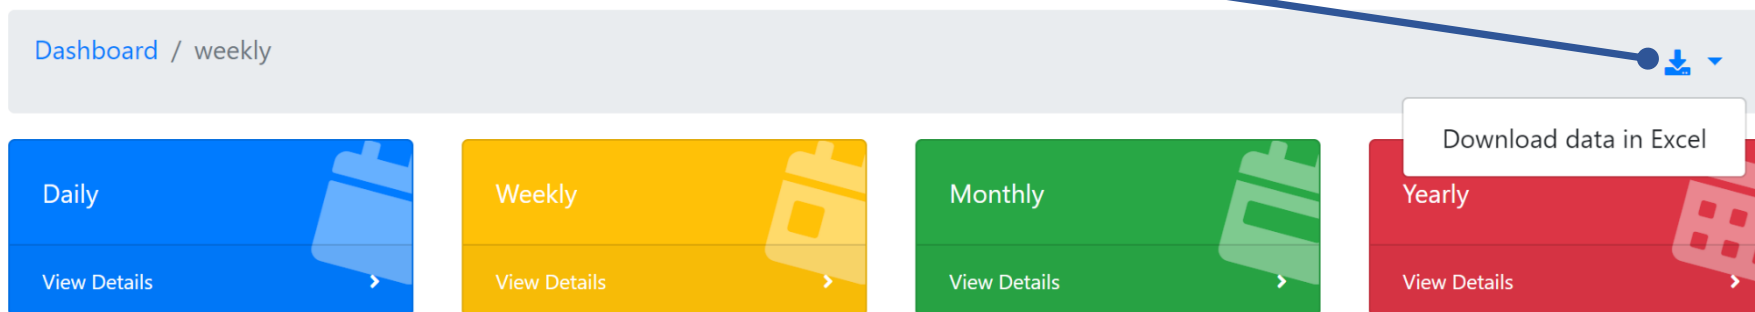 Dashboard / weekly
Download data in Excel
Daily
Weekly
Monthly
Yearly
View Details
View Details
View Details
View Details